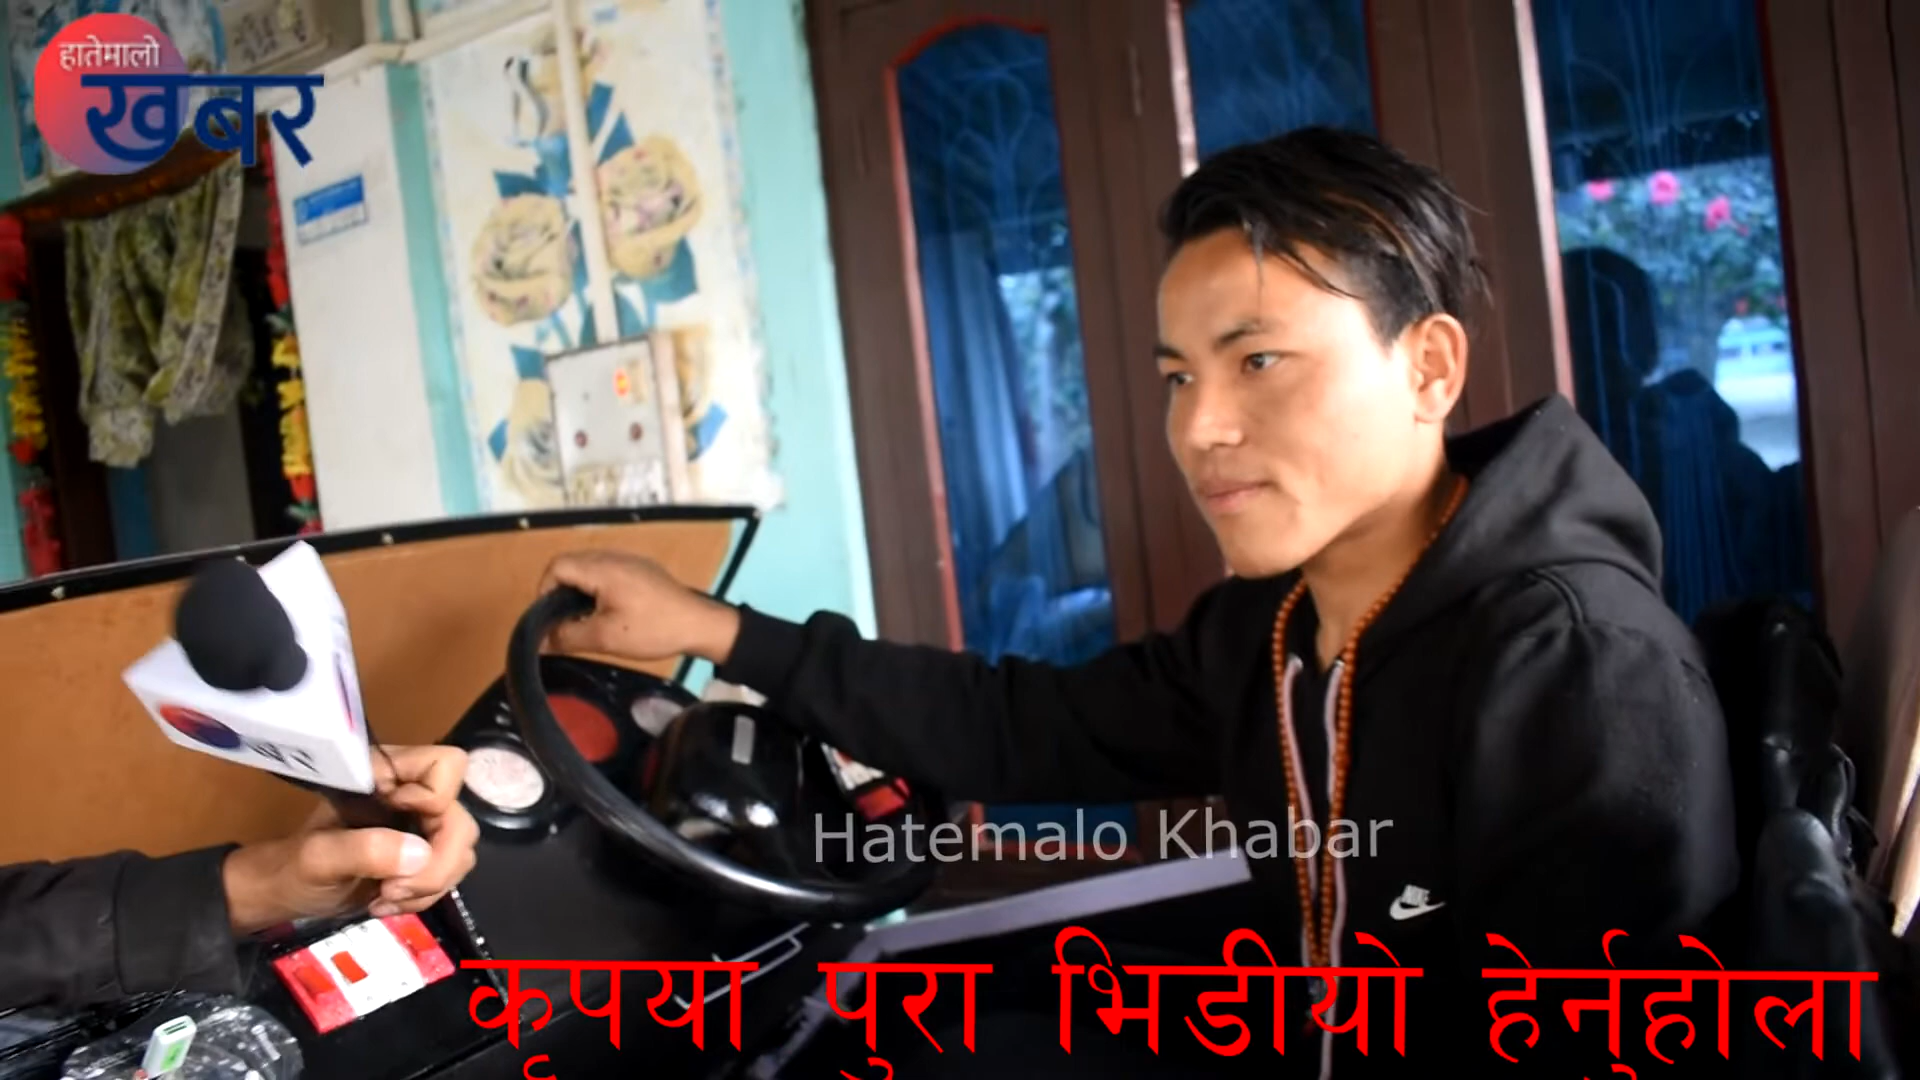 हातेमालो
खबर
Hatemalo Khabar
NIKE
कृपया पुरा भिडीयो हेर्नुहोला